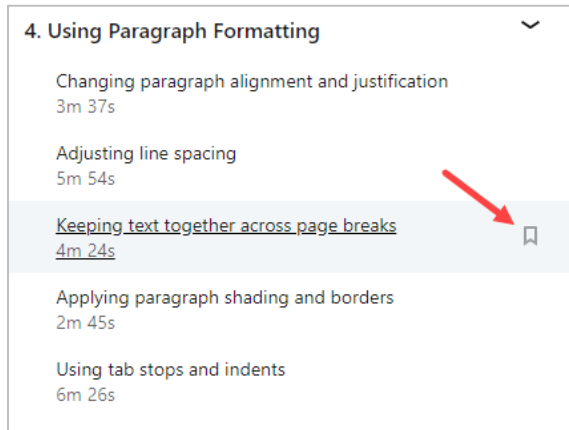 4. Using Paragraph Formatting
Changing paragraph alignment and justification
3m 37s
Adjusting line spacing
5m 54s
Keeping text together across page breaks
4m 24s
Applying paragraph shading and borders
2m 45s
Using tab stops and indents
6m 26s